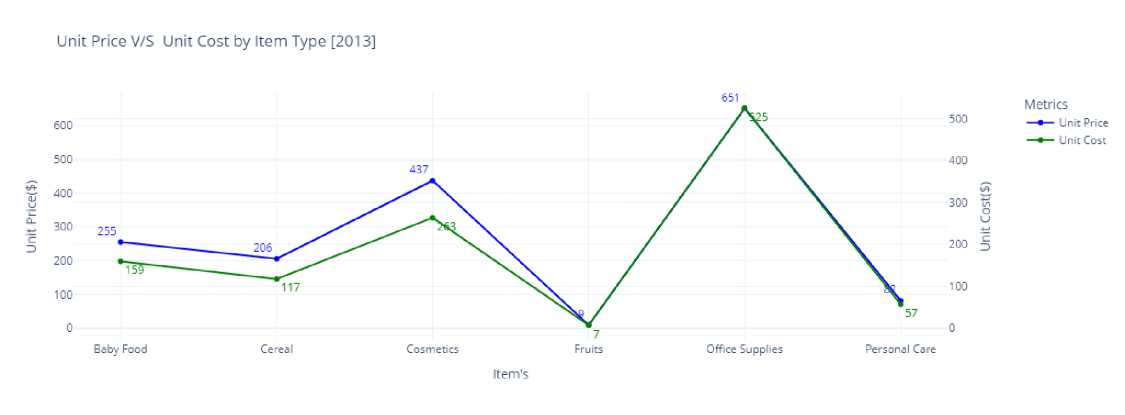 Unit Price V/S Unit Cost by Item Type [2013]
Metrics
Unit Price
Unit Cost
Unit Price($)
600
500
400
300
200
100
0
255
206
437
9
651
159
117
263
7
525
57
500
400
300
200
100
0
Unit Cost($)
Baby Food
Cereal
Cosmetics
Fruits
Office Supplies
Personal Care
Item's